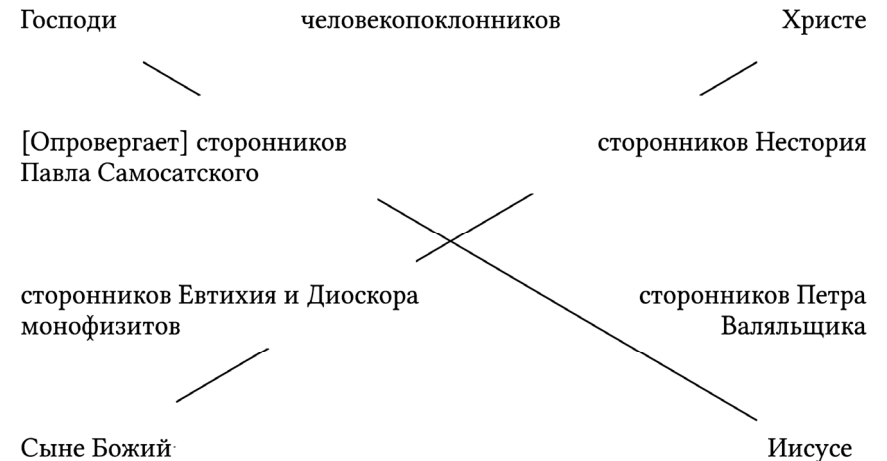 Господи человекопоклонников Христе
[Опровергает] сторонников сторонников Нестория
Павла Самосатского
сторонников Евтихия и Диоскора сторонников Петра
монофизитов Валяльщика
Сыне Божий Иисусе